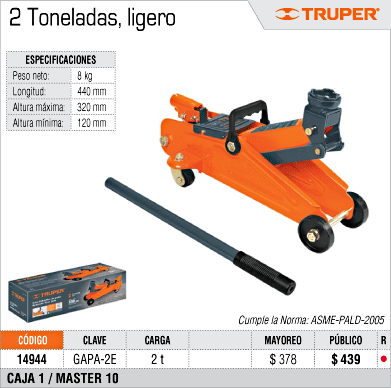 2 Toneladas, ligero
TRUPER®
ESPECIFICACIONES
Peso neto: 8 kg
Longitud: 440 mm
Altura máxima: 320 mm
Altura mínima: 120 mm
TRUPER
Cumple la Norma: ASME-PALD-2005
CÓDIGO CLAVE CARGA MAYOREO PÚBLICO R
14944 GAPA-2E 2 t $ 378 $ 439
CAJA 1 / MASTER 10